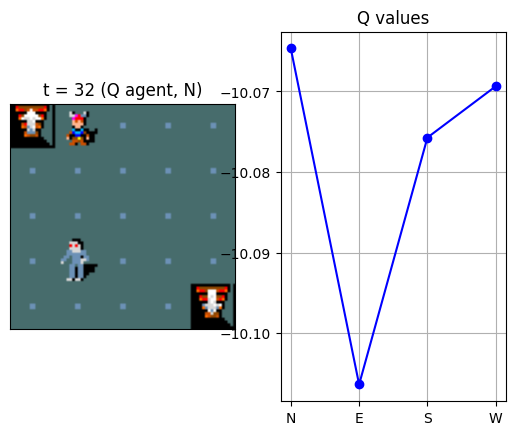 Q values
t = 32 (Q agent, N)
−10.07
−10.08
−10.09
−10.10
N E S W